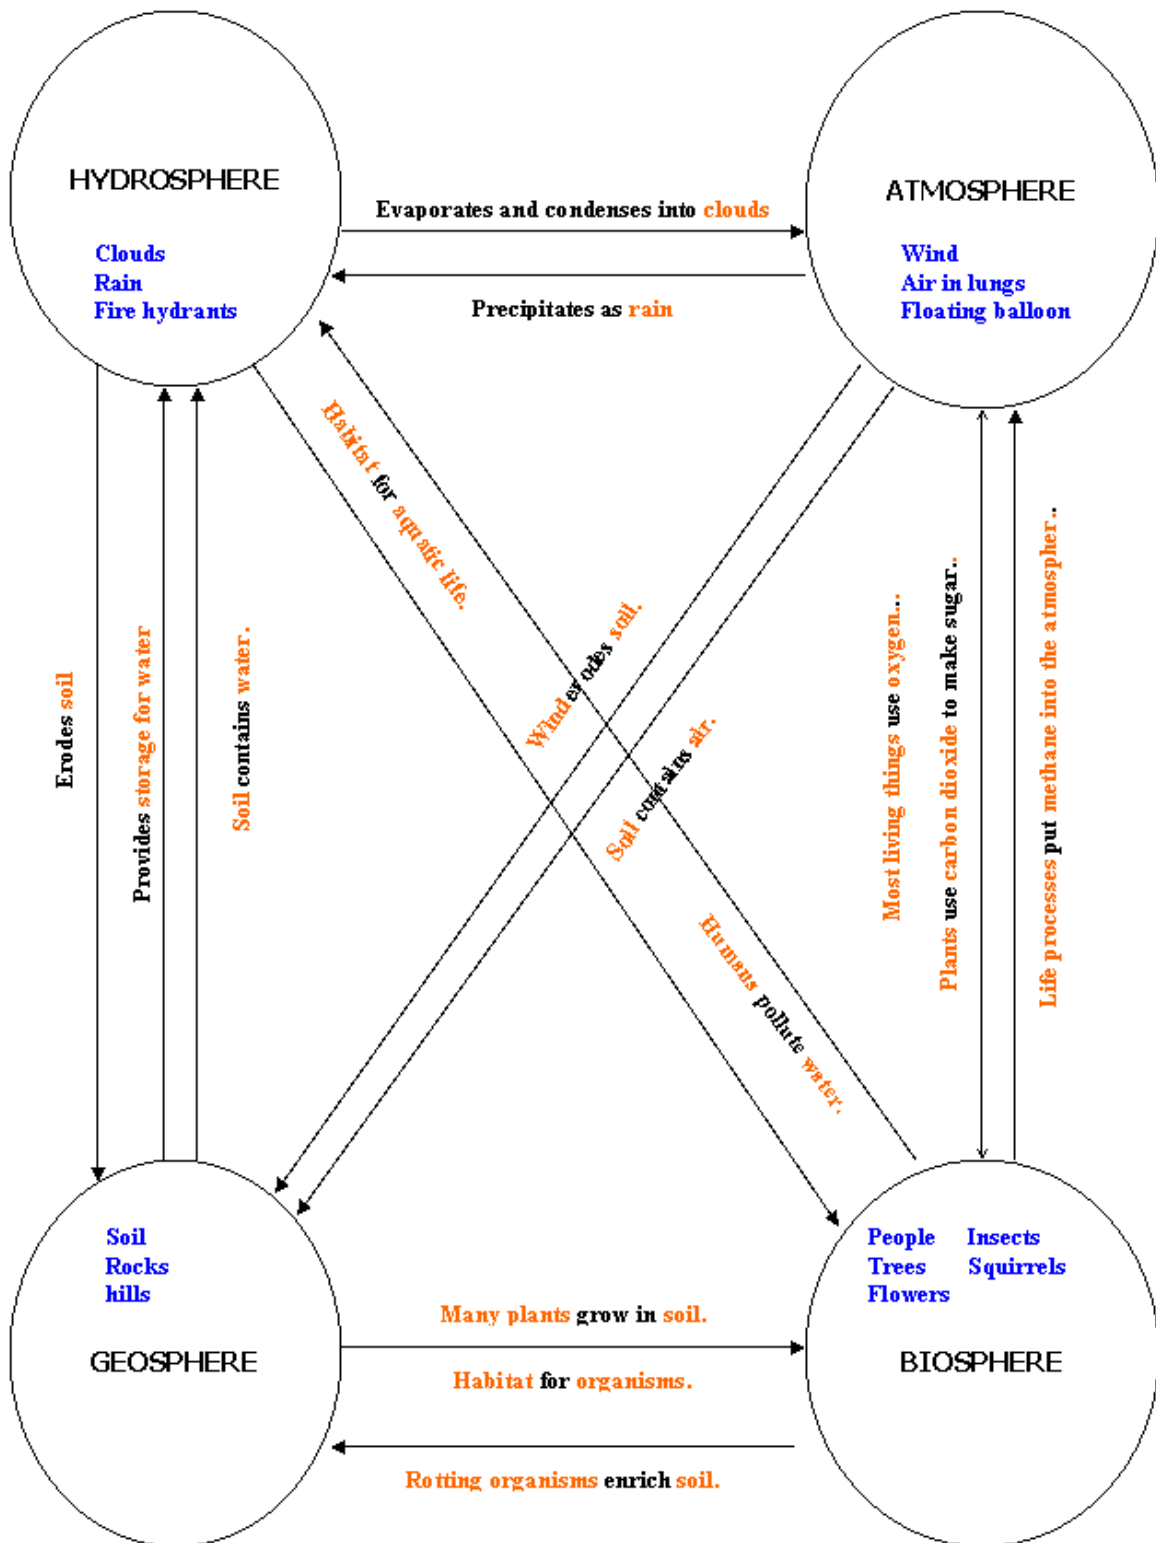 HYDROSPHERE
Clouds
Rain
Fire hydrants
Evaporates and condenses into clouds
Precipitates as rain
ATMOSPHERE
Wind
Air in lungs
Floating balloon
Habitat for aquatic life.
Wind erodes soil.
Soil contains air.
Humans pollute water.
Erodes soil
Provides storage for water
Soil contains water.
Most living things use oxygen...
Plants use carbon dioxide to make sugar..
Life processes put methane into the atmospher..
Soil
Rocks
hills
GEOSPHERE
Many plants grow in soil.
Habitat for organisms.
Rotting organisms enrich soil.
People Insects
Trees Squirrels
Flowers
BIOSPHERE